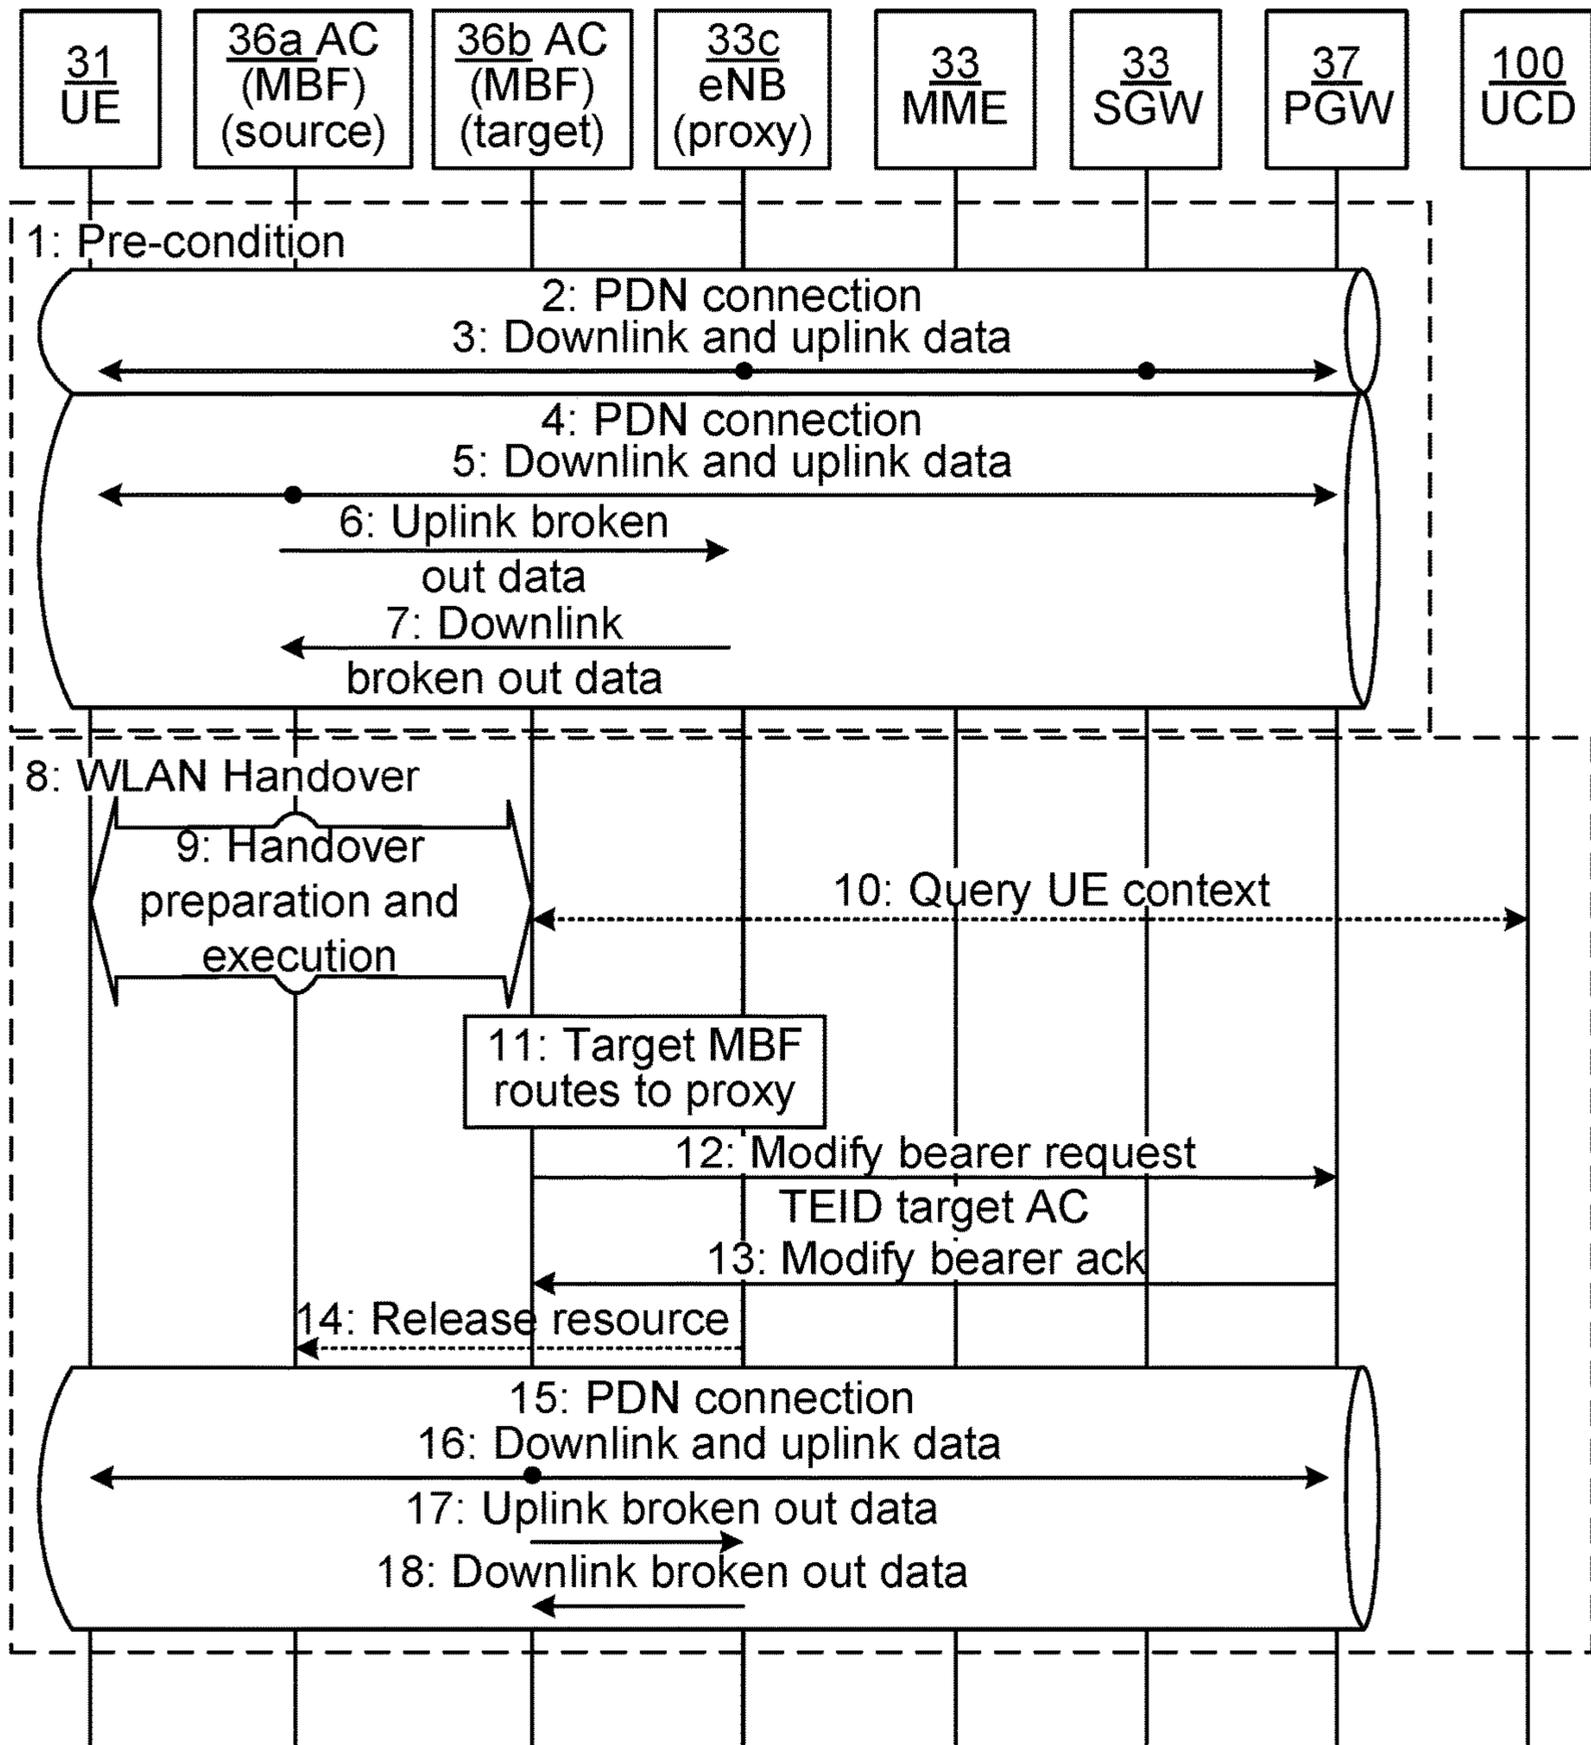 31
UE
36a AC
(MBF)
(source)
36b AC
(MBF)
(target)
33c
eNB
(proxy)
33
MME
33
SGW
37
PGW
100
UCD
1: Pre-condition
2: PDN connection
3: Downlink and uplink data
4: PDN connection
5: Downlink and uplink data
6: Uplink broken
out data
7: Downlink
broken out data
8: WLAN Handover
9: Handover
preparation and
execution
10: Query UE context
11: Target MBF
routes to proxy
12: Modify bearer request
TEID target AC
13: Modify bearer ack
14: Release resource
15: PDN connection
16: Downlink and uplink data
17: Uplink broken out data
18: Downlink broken out data